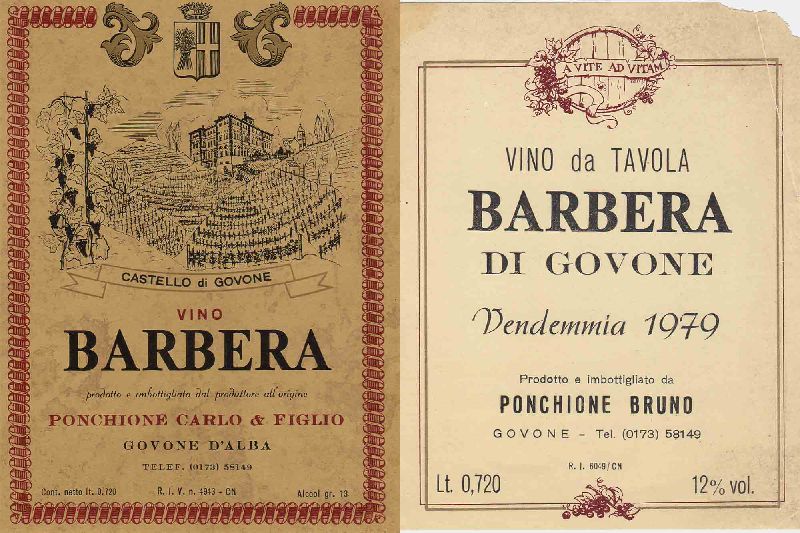 CASTELLO di GOVONE
VINO
BARBERA
prodotto e imbottigliato dal produttore all'origine
PONCHIONE CARLO & FIGLIO
GOVONE D'ALBA
TELEF. (0173) 58149
Cont. netto lt. 0,720 R. I. V. n. 4943 - CN Alcool gr. 13
A VITE AD VITAM
VINO da TAVOLA
BARBERA
DI GOVONE
Vendemmia 1979
Prodotto e imbottigliato da
PONCHIONE BRUNO
GOVONE - Tel. (0173) 58149
R. I. 6049/CN
Lt. 0,720 12% vol.